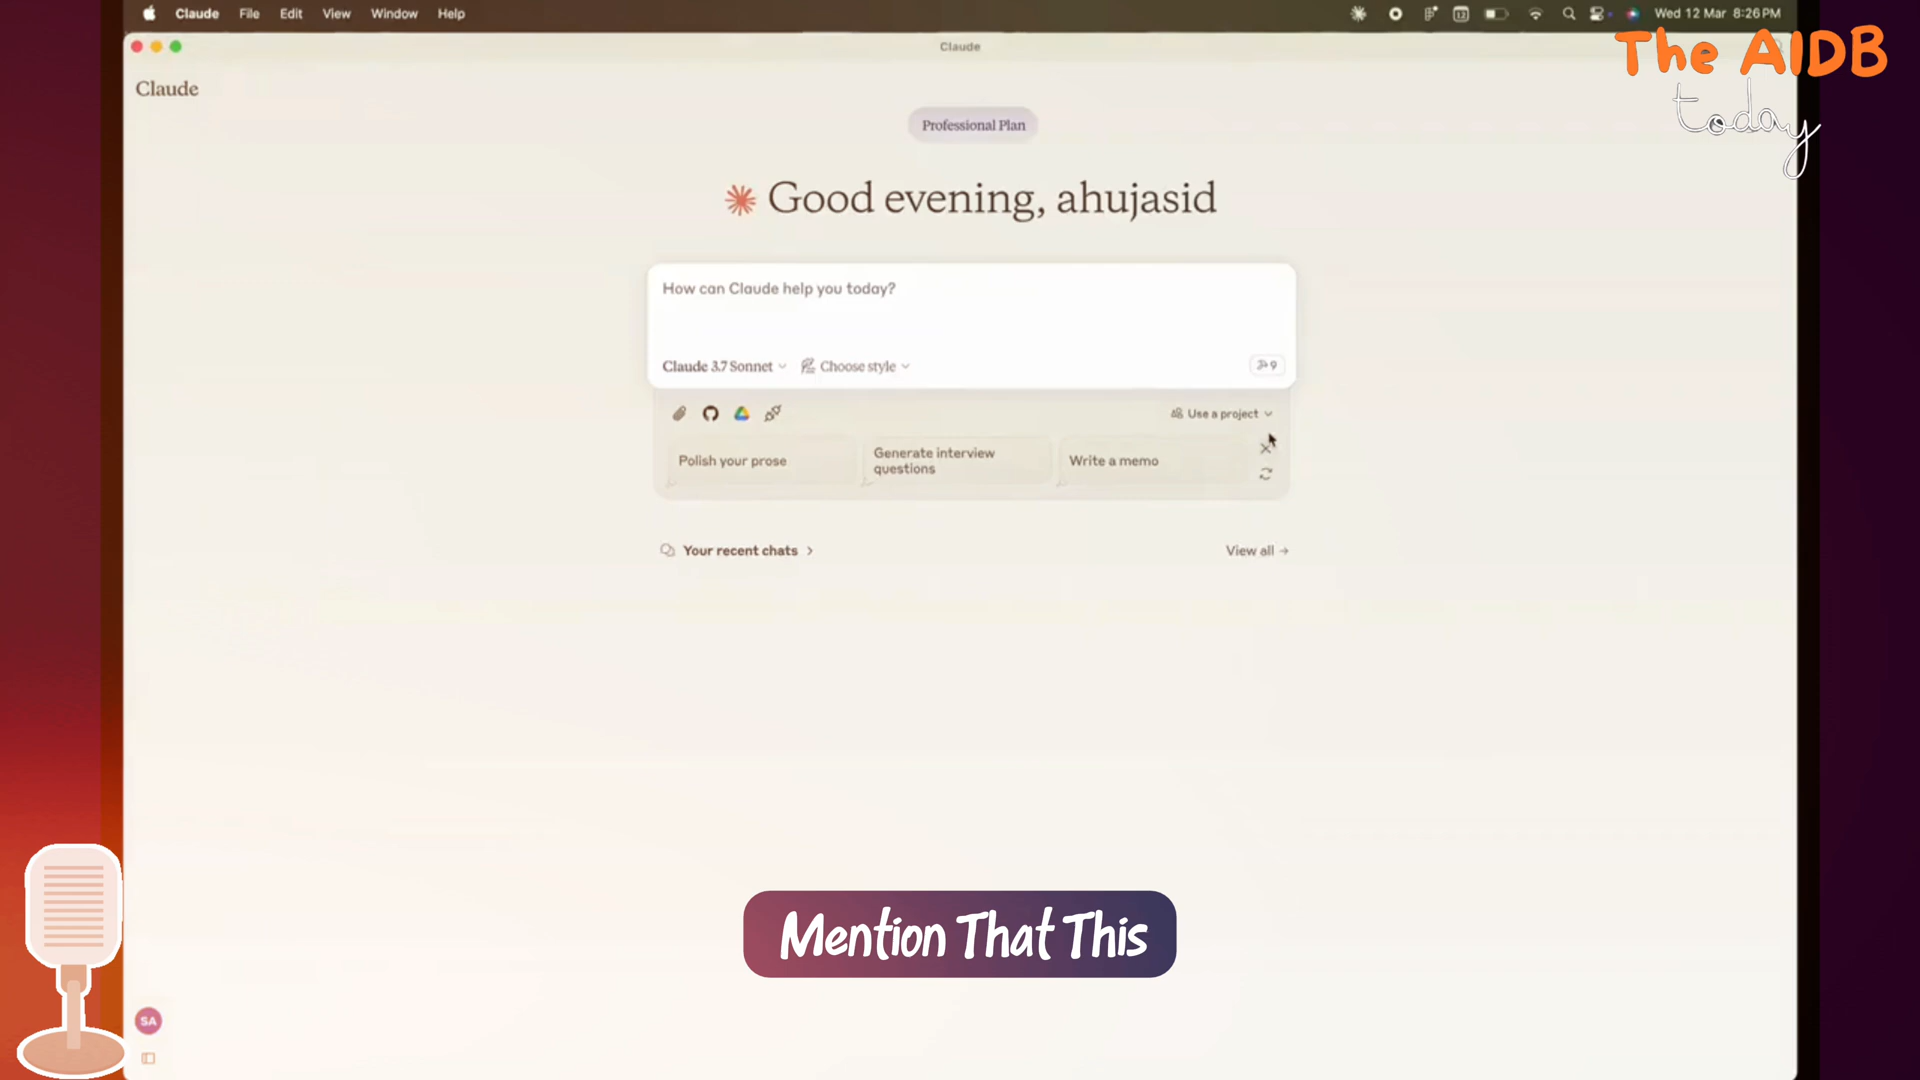 Claude File Edit View Window Help
12
Wed 12 Mar 8:26 PM
Claude
The AIDB
today
Claude
Professional Plan
Good evening, ahujasid
How can Claude help you today?
Claude 3.7 Sonnet
Choose style
9
Use a project
Polish your prose
Generate interview
questions
Write a memo
Your recent chats
View all
Mention That This
SA